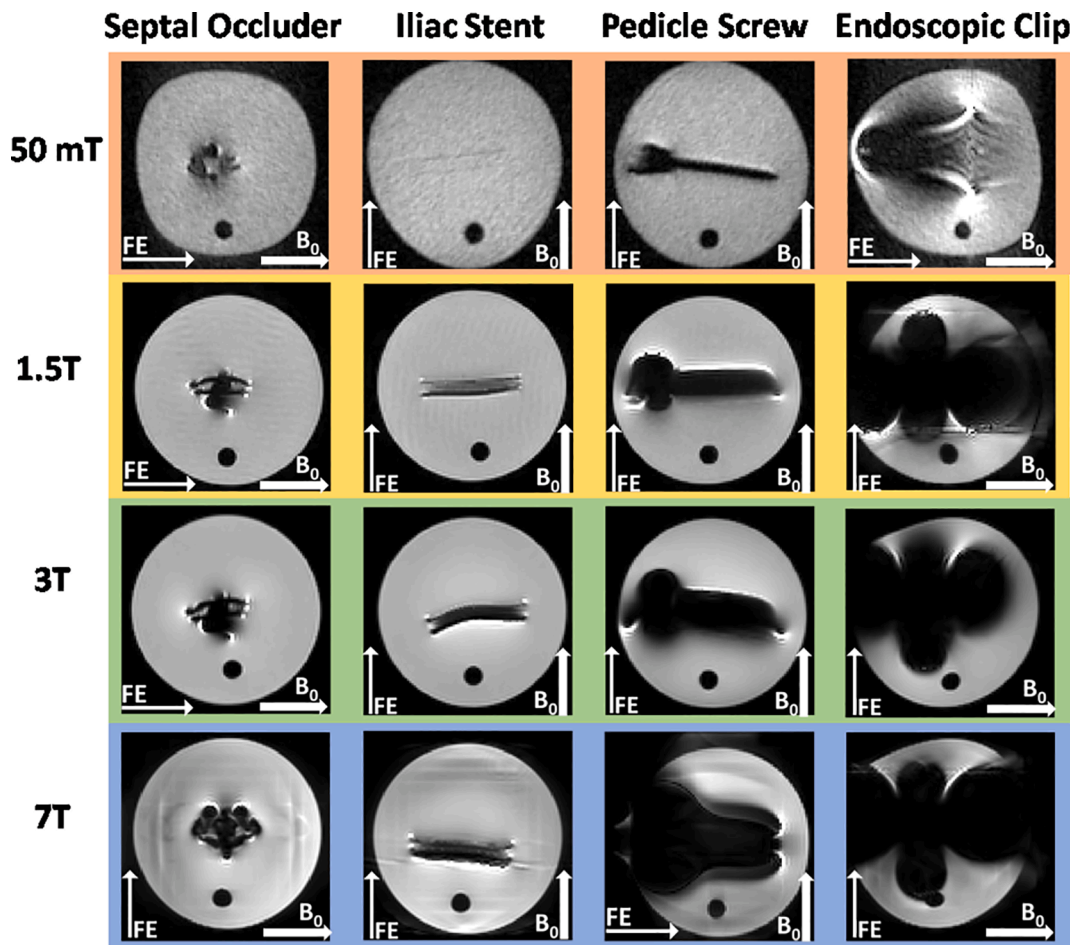 Septal Occluder Iliac Stent Pedicle Screw Endoscopic Clip
50 mT
FE B₀ FE B₀ FE B₀ FE B₀
1.5T
FE B₀ FE B₀ FE B₀ FE B₀
3T
FE B₀ FE B₀ FE B₀ FE B₀
7T
FE B₀ FE B₀ FE B₀ FE B₀